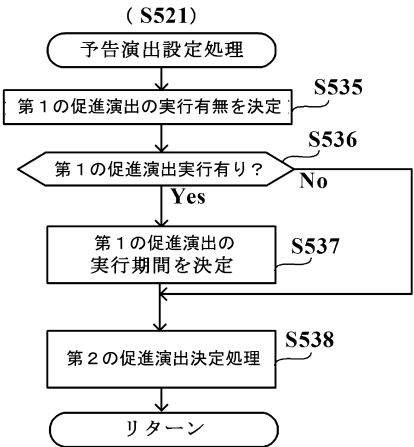 (S521)
予告演出設定処理
S535
第1の促進演出の実行有無を決定
S536
第1の促進演出実行有り?
No
Yes
第1の促進演出の
実行期間を決定
S537
第2の促進演出決定処理
S538
リターン